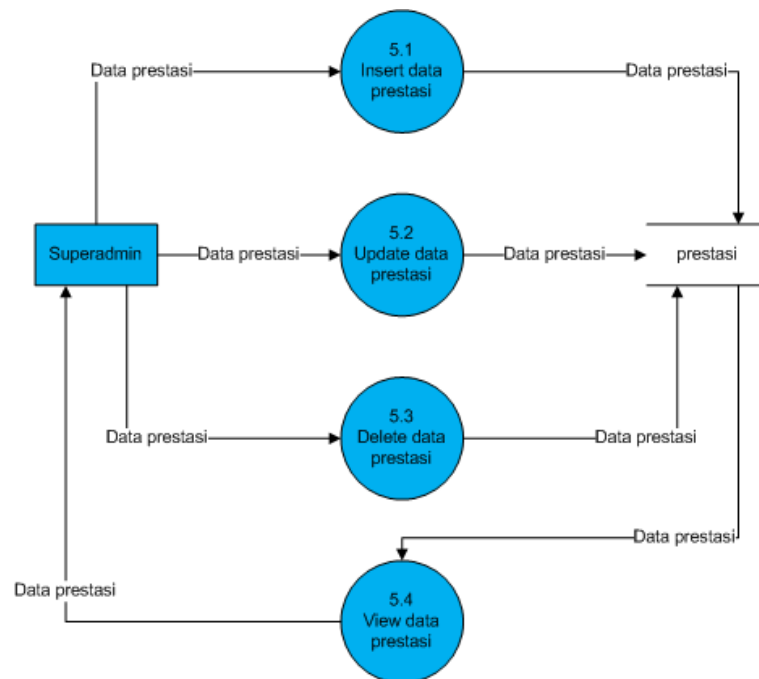 5.1
Insert data
prestasi
Data prestasi
Data prestasi
Superadmin
Data prestasi
5.2
Update data
prestasi
Data prestasi
prestasi
Data prestasi
5.3
Delete data
prestasi
Data prestasi
Data prestasi
Data prestasi
5.4
View data
prestasi